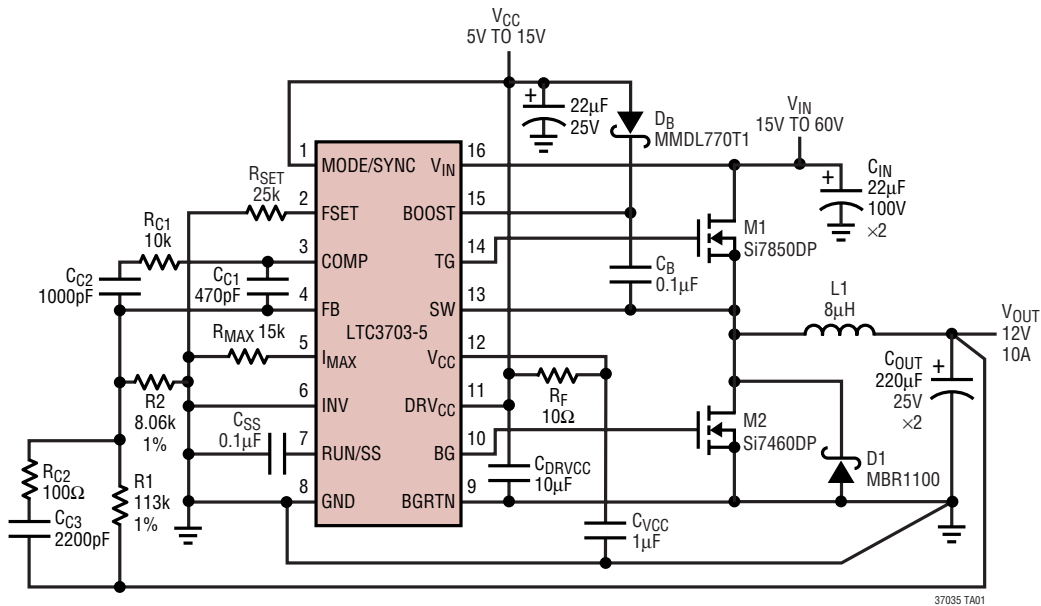 VCC
5V TO 15V
+
22µF
25V
DB
MMDL770T1
VIN
15V TO 60V
+
CIN
22µF
100V
×2
1
MODE/SYNC
VIN
16
RSET
25k
2
FSET
BOOST
15
RC1
10k
3
COMP
TG
14
M1
Si7850DP
CC2
1000pF
CC1
470pF
4
FB
SW
13
CB
0.1µF
LTC3703-5
L1
8µH
VOUT
12V
10A
RMAX 15k
5
IMAX
VCC
12
RF
10Ω
COUT
220µF
25V
×2
+
R2
8.06k
1%
6
INV
DRVCC
11
CSS
0.1µF
7
RUN/SS
BG
10
M2
Si7460DP
D1
MBR1100
RC2
100Ω
R1
113k
1%
8
GND
BGRTN
9
CDRVCC
10µF
CC3
2200pF
CVCC
1µF
37035 TA01